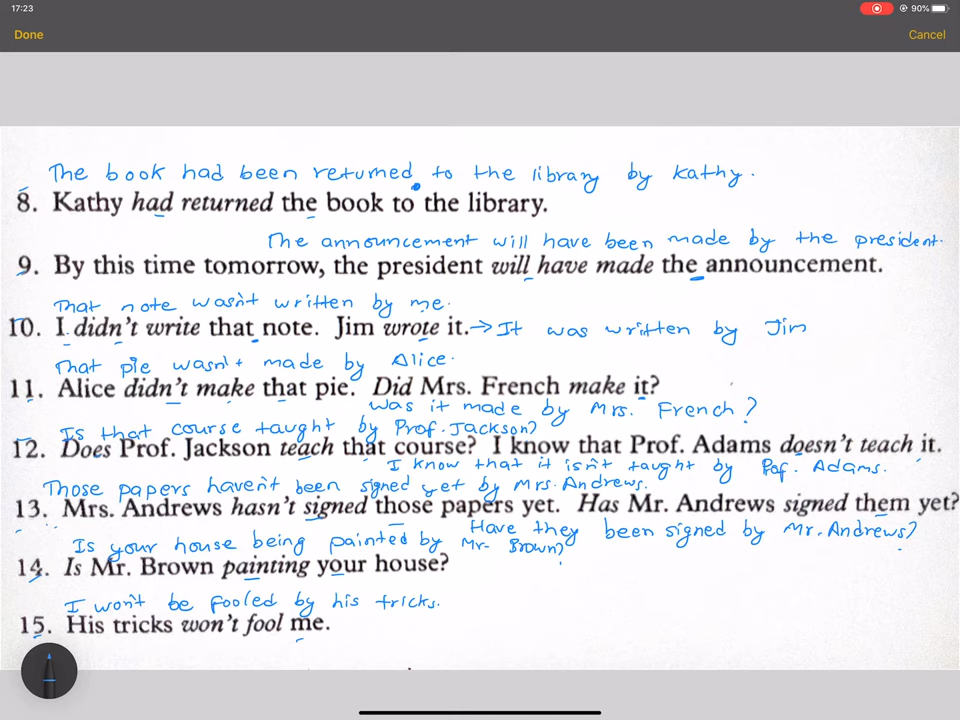 17:23
90%
Done
Cancel
The book had been returned to the library by Kathy.
8. Kathy had returned the book to the library.
The announcement will have been made by the president.
9. By this time tomorrow, the president will have made the announcement.
That note wasn't written by me.
10. I didn't write that note. Jim wrote it. → It was written by Jim
That pie wasn't made by Alice.
11. Alice didn't make that pie. Did Mrs. French make it?
Was it made by Mrs. French?
Is that course taught by Prof. Jackson?
12. Does Prof. Jackson teach that course? I know that Prof. Adams doesn't teach it.
I know that it isn't taught by Pof. Adams.
Those papers haven't been signed yet by Mrs. Andrews.
13. Mrs. Andrews hasn't signed those papers yet. Has Mr. Andrews signed them yet?
Have they been signed by Mr. Andrews?
Is your house being painted by Mr. Brown?
14. Is Mr. Brown painting your house?
I won't be fooled by his tricks.
15. His tricks won't fool me.